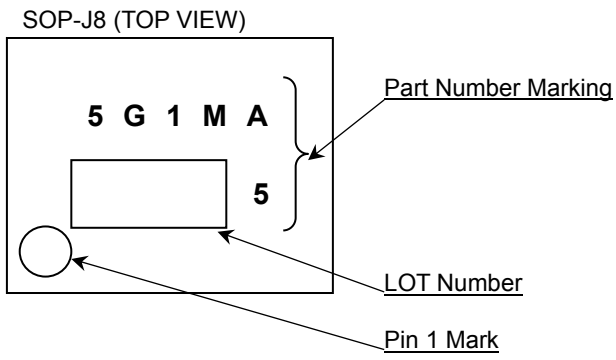 SOP-J8 (TOP VIEW)
Part Number Marking
5 G 1 M A
5
LOT Number
Pin 1 Mark